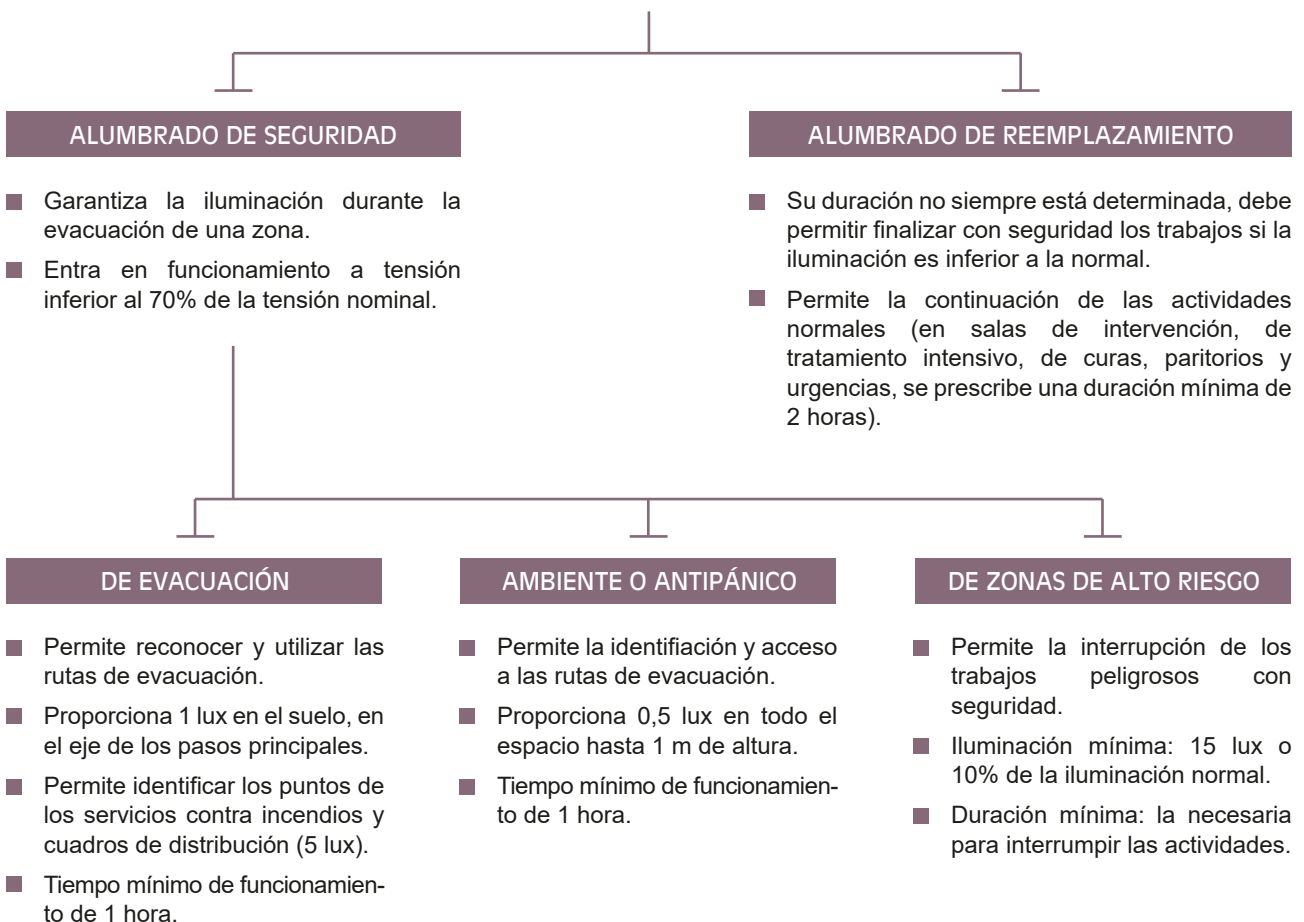 ALUMBRADO DE SEGURIDAD
Garantiza la iluminación durante la
evacuación de una zona.
Entra en funcionamiento a tensión
inferior al 70% de la tensión nominal.
ALUMBRADO DE REEMPLAZAMIENTO
Su duración no siempre está determinada, debe
permitir finalizar con seguridad los trabajos si la
iluminación es inferior a la normal.
Permite la continuación de las actividades
normales (en salas de intervención, de
tratamiento intensivo, de curas, paritorios y
urgencias, se prescribe una duración mínima de
2 horas).
DE EVACUACIÓN
Permite reconocer y utilizar las
rutas de evacuación.
Proporciona 1 lux en el suelo, en
el eje de los pasos principales.
Permite identificar los puntos de
los servicios contra incendios y
cuadros de distribución (5 lux).
Tiempo mínimo de funcionamien-
to de 1 hora.
AMBIENTE O ANTIPÁNICO
Permite la identifiación y acceso
a las rutas de evacuación.
Proporciona 0,5 lux en todo el
espacio hasta 1 m de altura.
Tiempo mínimo de funcionamien-
to de 1 hora.
DE ZONAS DE ALTO RIESGO
Permite la interrupción de los
trabajos peligrosos con
seguridad.
Iluminación mínima: 15 lux o
10% de la iluminación normal.
Duración mínima: la necesaria
para interrumpir las actividades.